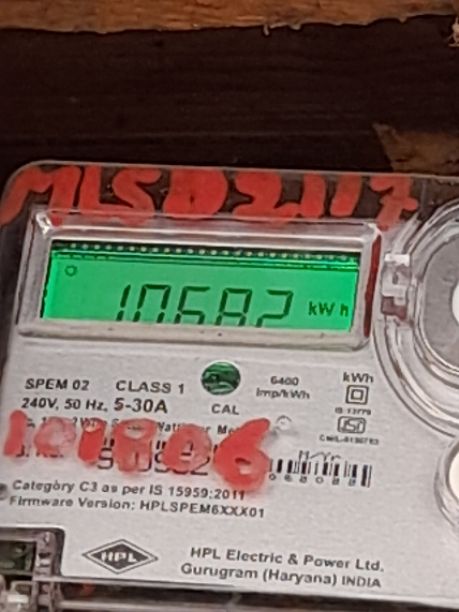 MLSD2117
10682 kWh
SPEM 02 CLASS 1
240V, 50 Hz, 5-30A CAL
6400
imp/kWh
kWh
IS 13779
101806
Category C3 as per IS 15959:2011
Firmware Version: HPLSPEM6XXX01
HPL
HPL Electric & Power Ltd.
Gurugram (Haryana) INDIA